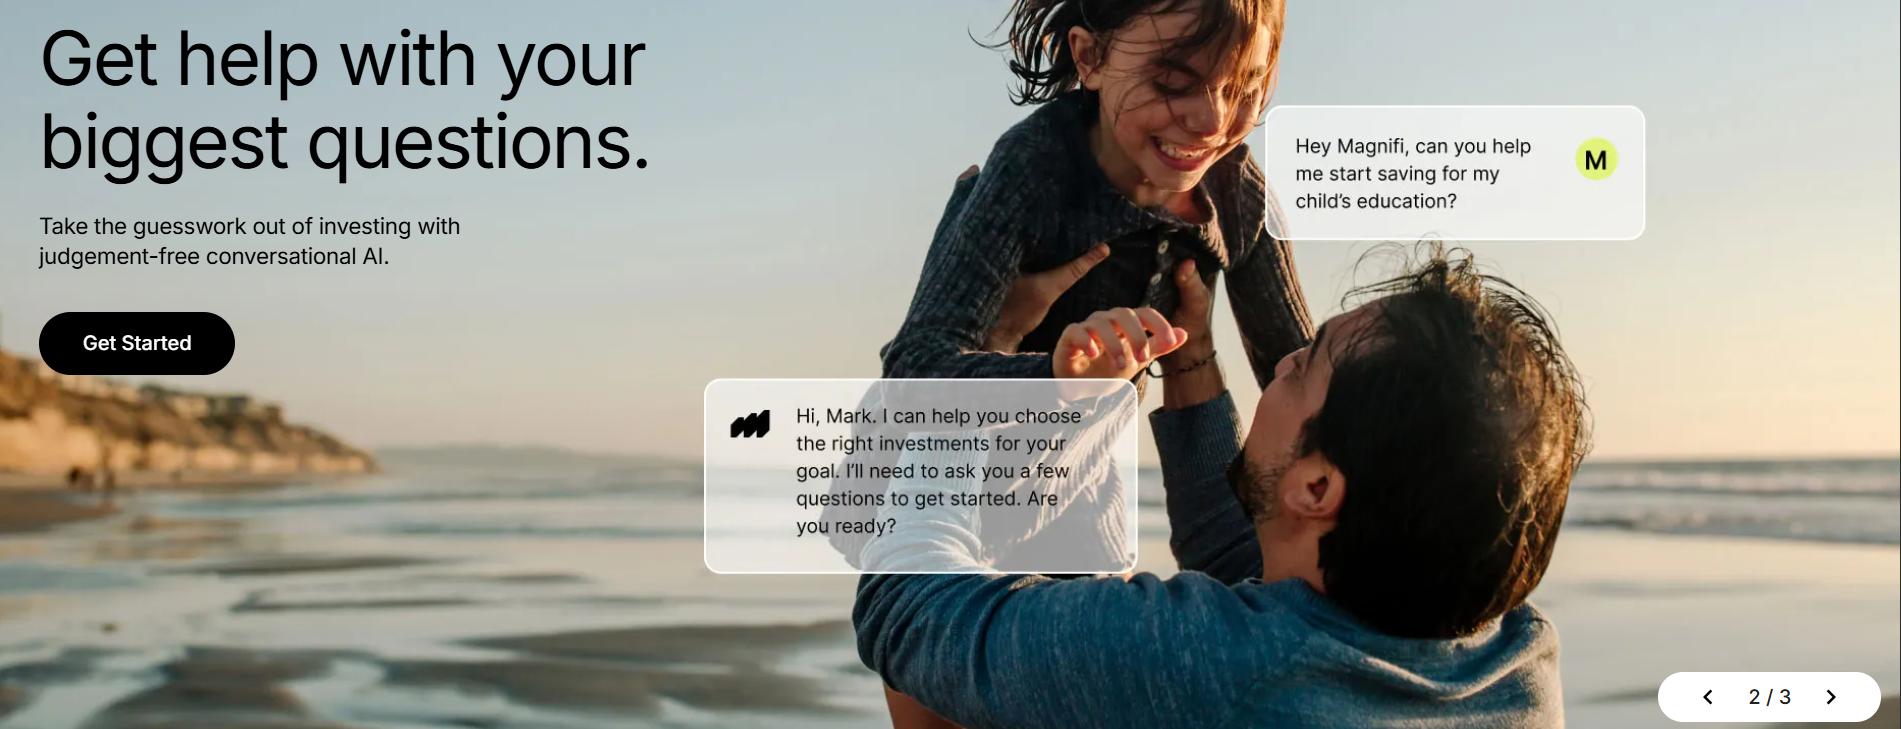 Get help with your
biggest questions.
Take the guesswork out of investing with
judgement-free conversational AI.
Get Started
Hey Magnifi, can you help
me start saving for my
child’s education?
M
Hi, Mark. I can help you choose
the right investments for your
goal. I’ll need to ask you a few
questions to get started. Are
you ready?
2 / 3